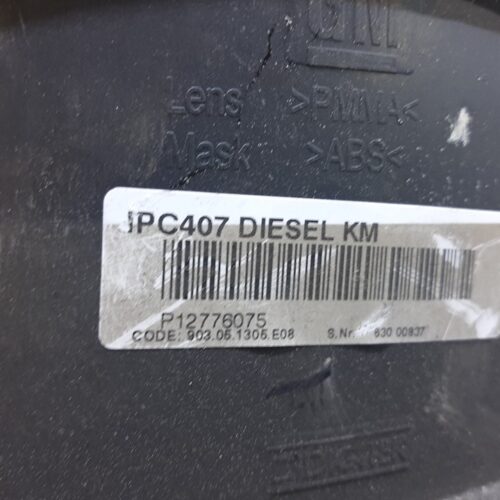 GM
Lens >PMMA<
Mask >ABS<
IPC407 DIESEL KM
P12776075
CODE: 903.05.1305.E08 S.Nr. 630 00837